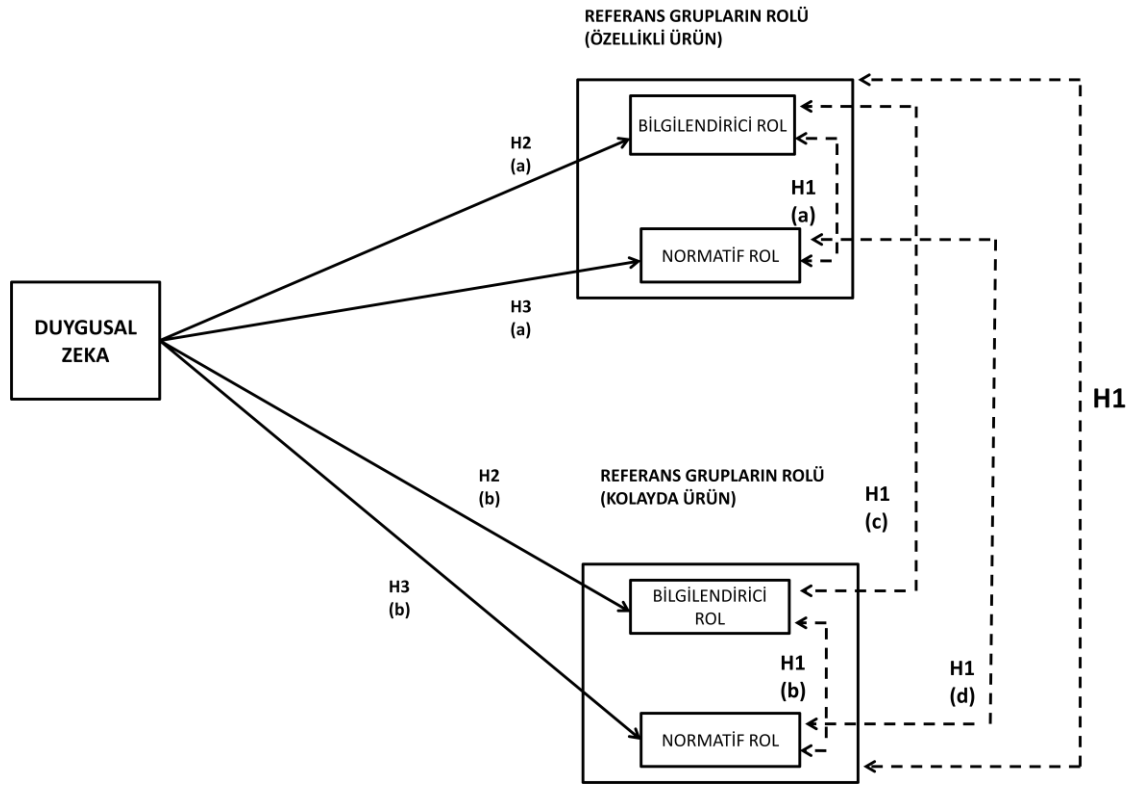 REFERANS GRUPLARIN ROLÜ
(ÖZELLİKLİ ÜRÜN)
BİLGİLENDİRİCİ ROL
H2
(a)
H1
(a)
NORMATİF ROL
H3
(a)
DUYGUSAL
ZEKA
H1
REFERANS GRUPLARIN ROLÜ
(KOLAYDA ÜRÜN)
H2
(b)
H1
(c)
H3
(b)
BİLGİLENDİRİCİ
ROL
H1
(b)
H1
(d)
NORMATİF ROL